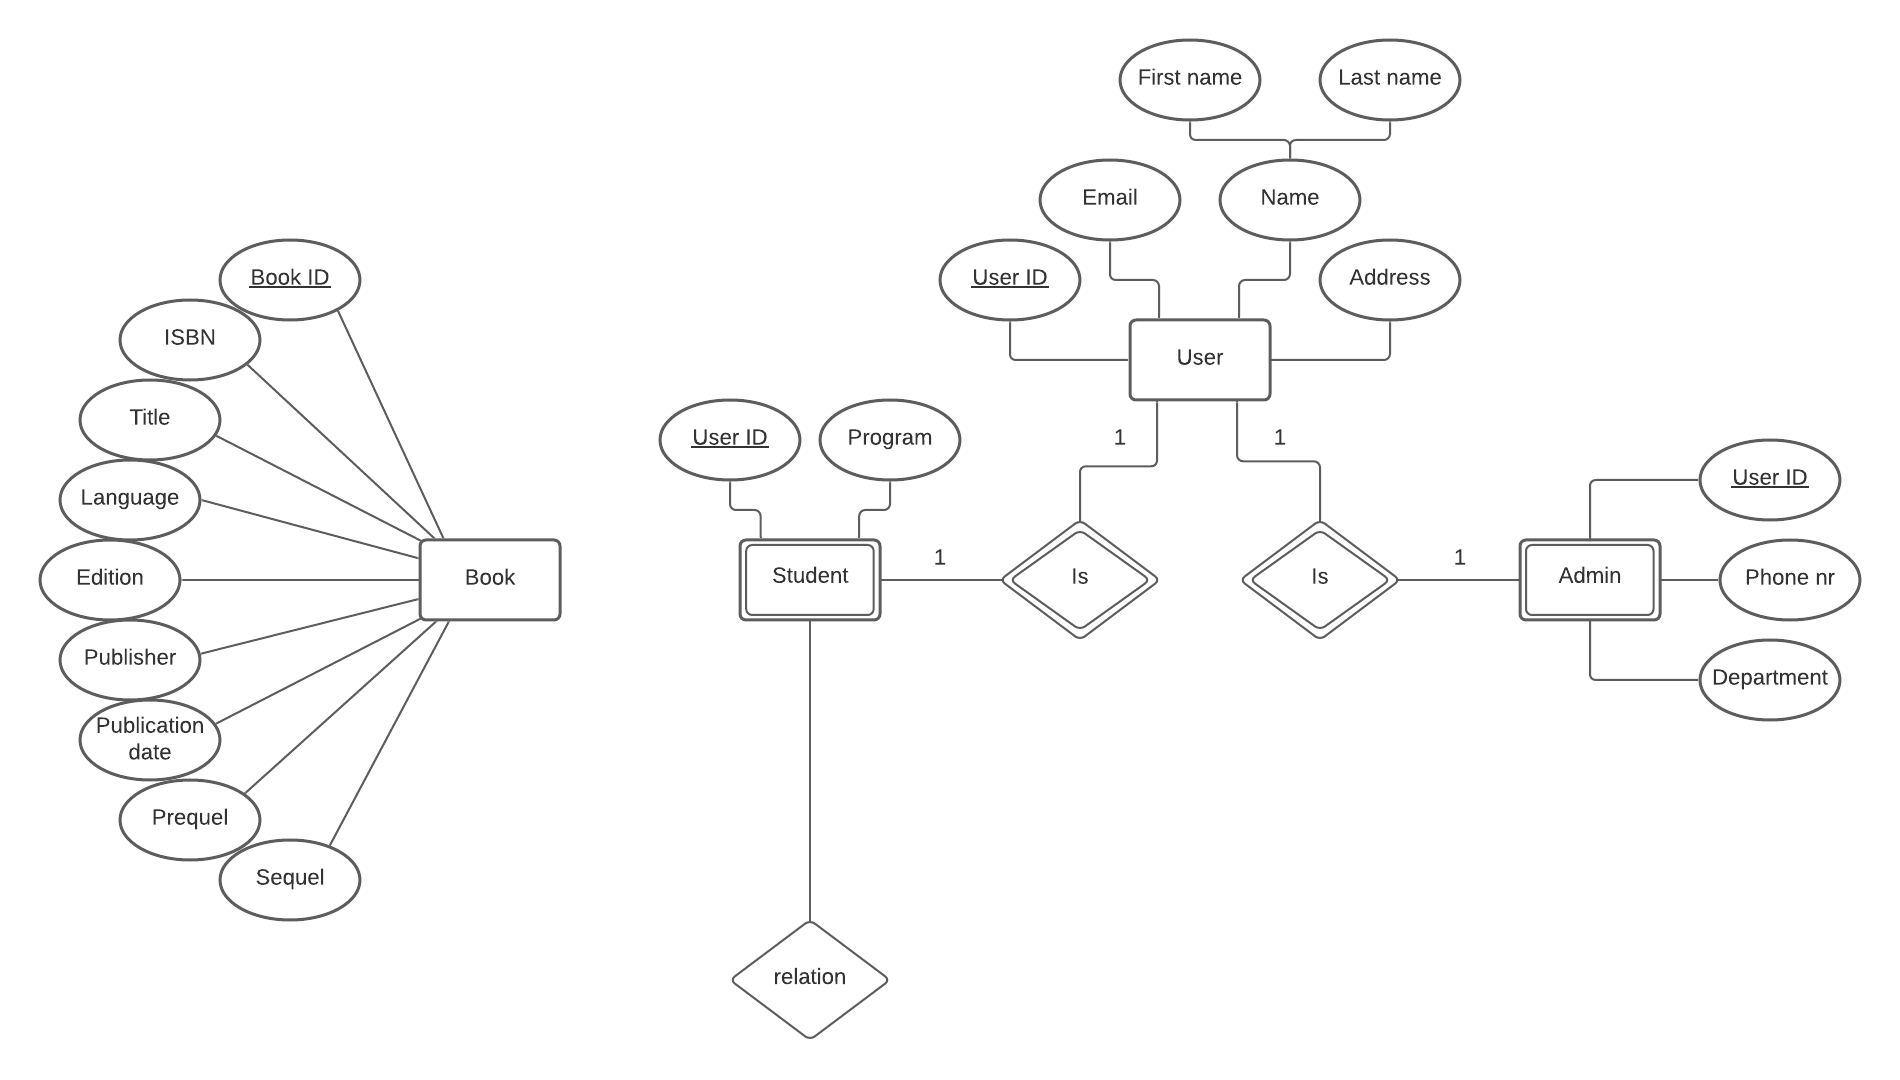 First name
Last name
Email
Name
Book ID
User ID
Address
ISBN
User
Title
User ID
Program
1
1
Language
User ID
Edition
Book
Student
1
Is
Is
1
Admin
Phone nr
Publisher
Department
Publication
date
Prequel
Sequel
relation